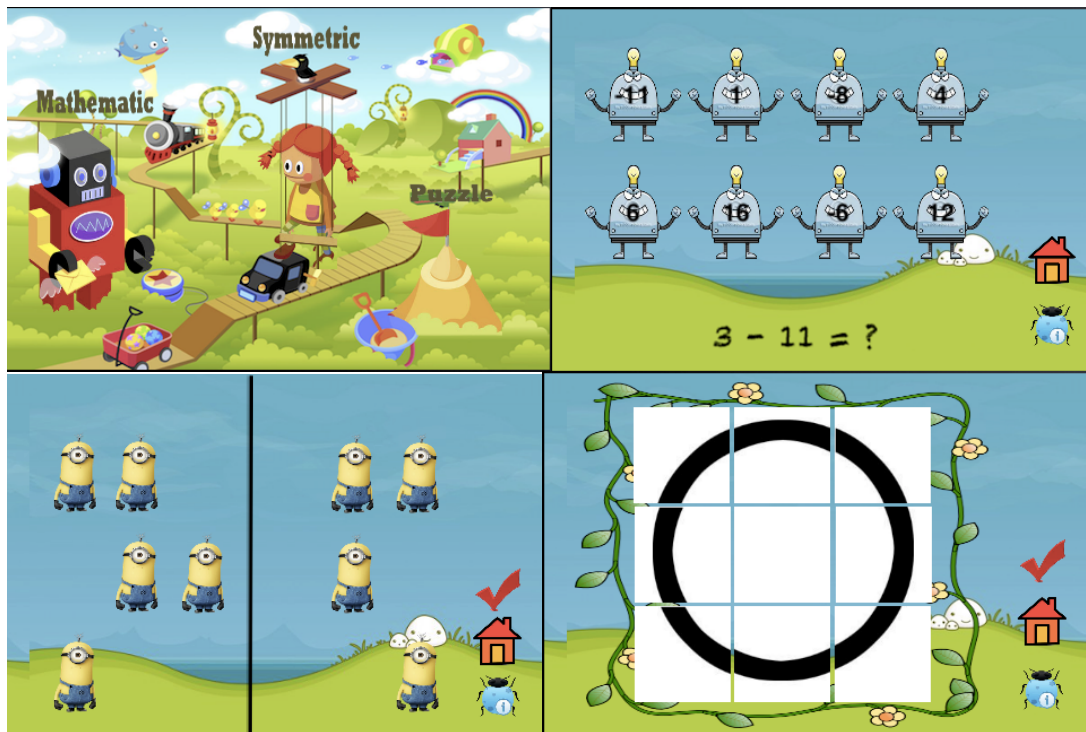 Symmetric
Mathematic
Puzzle
-11 1 -8 4
6 16 -6 12
3 - 11 = ?
i
i
i